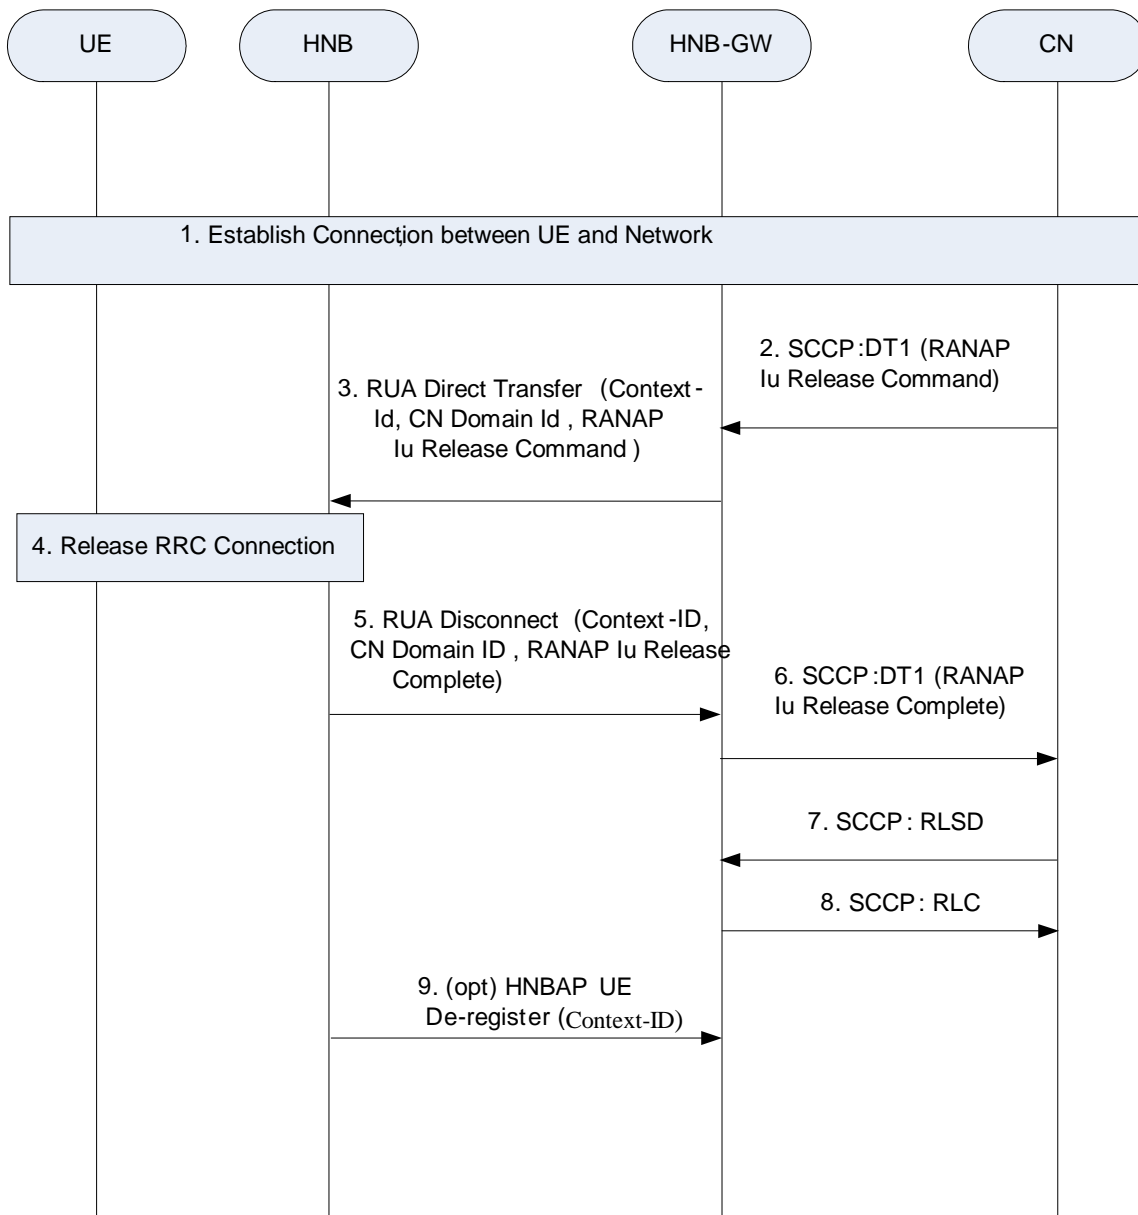 UE
HNB
HNB-GW
CN
1. Establish Connection between UE and Network
2. SCCP:DT1 (RANAP
Iu Release Command)
3. RUA Direct Transfer (Context-
Id, CN Domain Id , RANAP
Iu Release Command )
4. Release RRC Connection
5. RUA Disconnect (Context-ID,
CN Domain ID , RANAP Iu Release
Complete)
6. SCCP:DT1 (RANAP
Iu Release Complete)
7. SCCP: RLSD
8. SCCP: RLC
9. (opt) HNBAP UE
De-register (Context-ID)